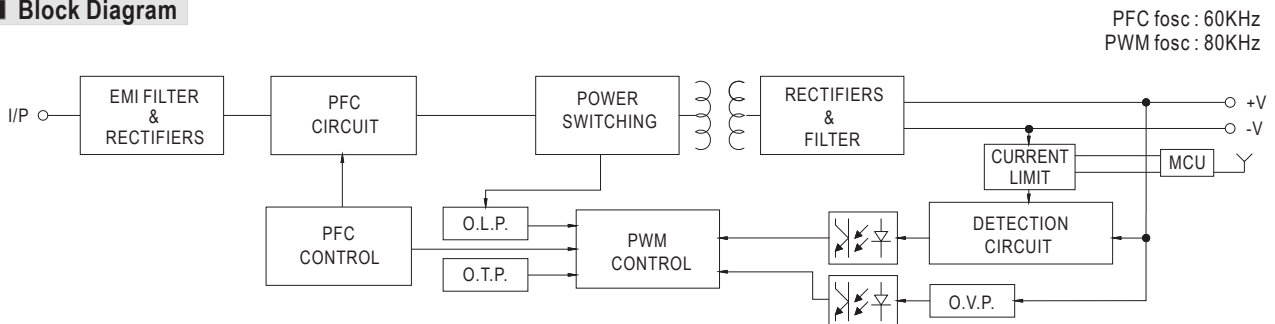 Block Diagram
PFC fosc : 60KHz
PWM fosc : 80KHz
I/P
EMI FILTER
&
RECTIFIERS
PFC
CIRCUIT
POWER
SWITCHING
RECTIFIERS
&
FILTER
+V
-V
CURRENT
LIMIT
MCU
PFC
CONTROL
O.L.P.
O.T.P.
PWM
CONTROL
DETECTION
CIRCUIT
O.V.P.